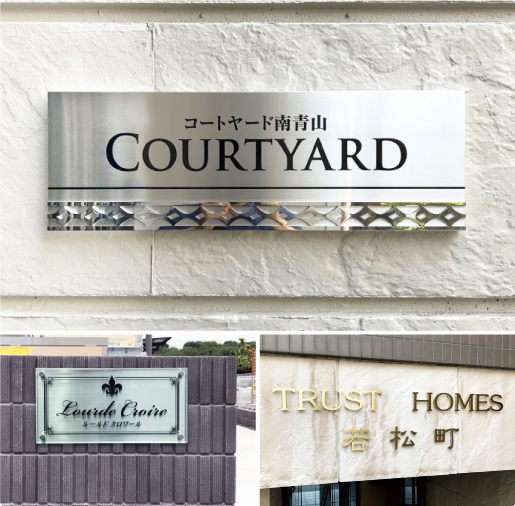 コートヤード南青山
COURTYARD
Lourde Croire
ルールド クロワール
TRUST HOMES
若松町